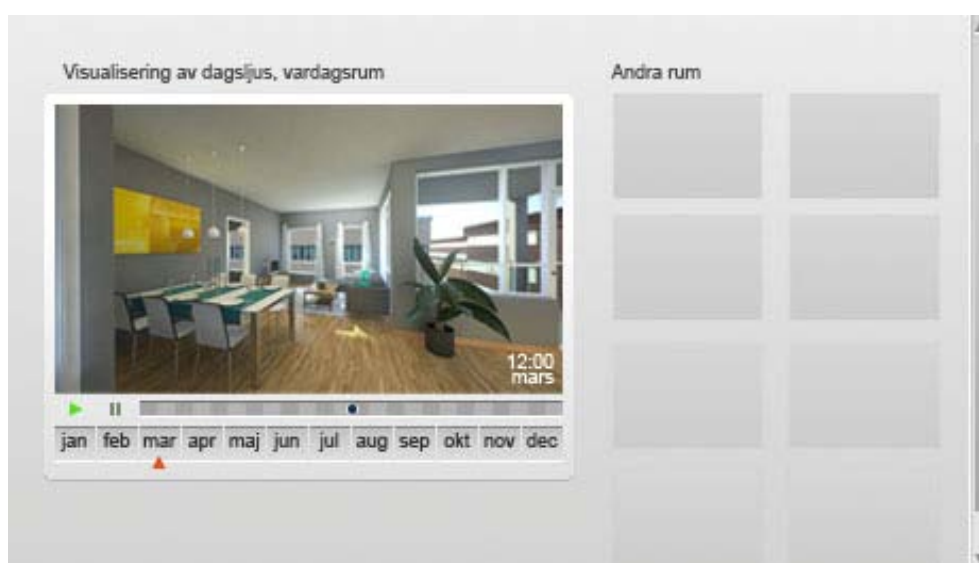 Visualisering av dagsljus, vardagsrum
Andra rum
12:00
mars
jan feb mar apr maj jun jul aug sep okt nov dec